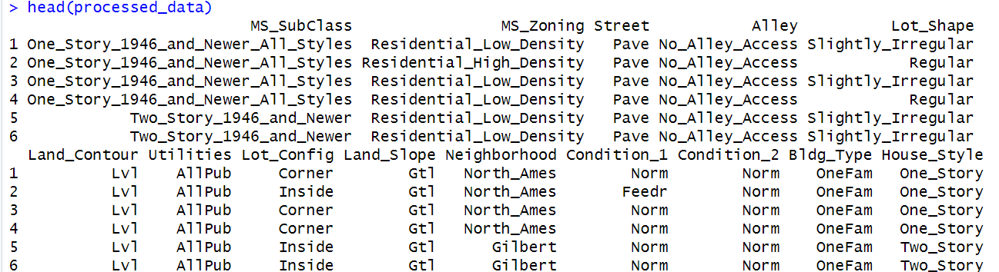 > head(processed_data)
MS_SubClass MS_Zoning Street Alley Lot_Shape
1 One_Story_1946_and_Newer_All_Styles Residential_Low_Density Pave No_Alley_Access Slightly_Irregular
2 One_Story_1946_and_Newer_All_Styles Residential_High_Density Pave No_Alley_Access Regular
3 One_Story_1946_and_Newer_All_Styles Residential_Low_Density Pave No_Alley_Access Slightly_Irregular
4 One_Story_1946_and_Newer_All_Styles Residential_Low_Density Pave No_Alley_Access Regular
5 Two_Story_1946_and_Newer Residential_Low_Density Pave No_Alley_Access Slightly_Irregular
6 Two_Story_1946_and_Newer Residential_Low_Density Pave No_Alley_Access Slightly_Irregular
Land_Contour Utilities Lot_Config Land_Slope Neighborhood Condition_1 Condition_2 Bldg_Type House_Style
1 Lvl AllPub Corner Gtl North_Ames Norm Norm OneFam One_Story
2 Lvl AllPub Inside Gtl North_Ames Feedr Norm OneFam One_Story
3 Lvl AllPub Corner Gtl North_Ames Norm Norm OneFam One_Story
4 Lvl AllPub Corner Gtl North_Ames Norm Norm OneFam One_Story
5 Lvl AllPub Inside Gtl Gilbert Norm Norm OneFam Two_Story
6 Lvl AllPub Inside Gtl Gilbert Norm Norm OneFam Two_Story